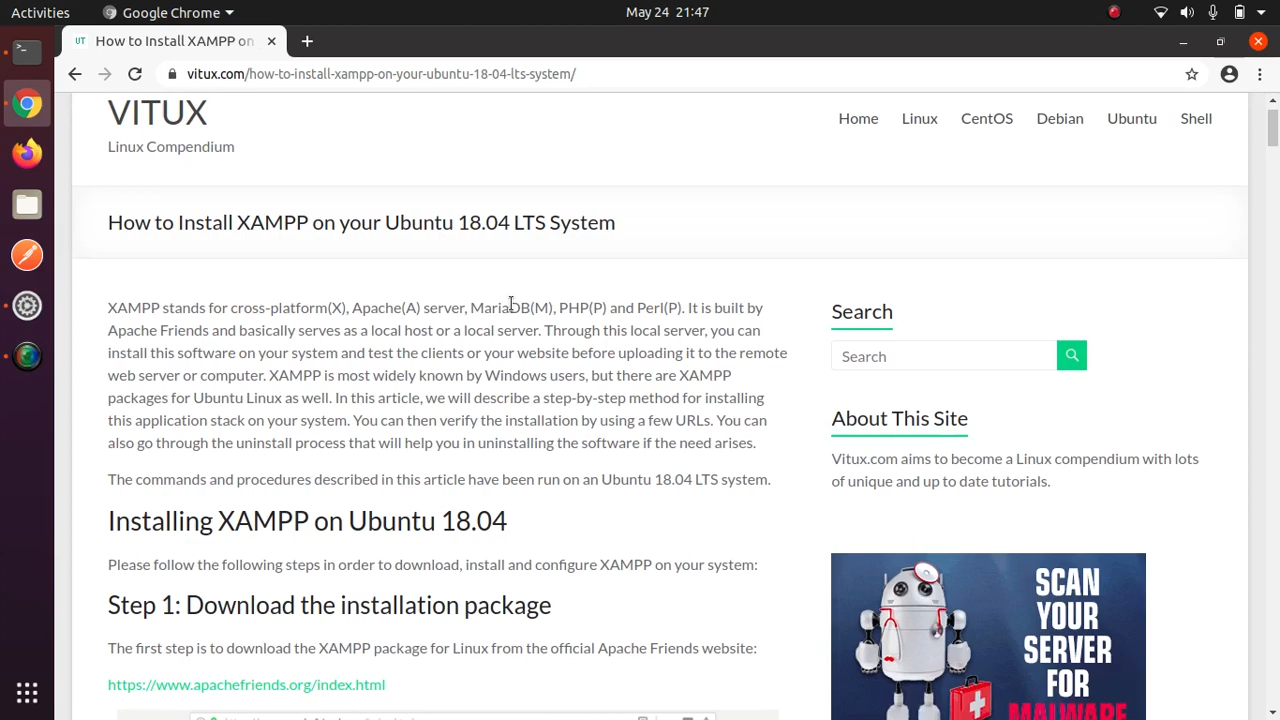 Activities Google Chrome May 24 21:47
UT How to Install XAMPP on
vitux.com/how-to-install-xampp-on-your-ubuntu-18-04-lts-system/
VITUX
Linux Compendium
Home Linux CentOS Debian Ubuntu Shell
How to Install XAMPP on your Ubuntu 18.04 LTS System
XAMPP stands for cross-platform(X), Apache(A) server, MariaDB(M), PHP(P) and Perl(P). It is built by
Apache Friends and basically serves as a local host or a local server. Through this local server, you can
install this software on your system and test the clients or your website before uploading it to the remote
web server or computer. XAMPP is most widely known by Windows users, but there are XAMPP
packages for Ubuntu Linux as well. In this article, we will describe a step-by-step method for installing
this application stack on your system. You can then verify the installation by using a few URLs. You can
also go through the uninstall process that will help you in uninstalling the software if the need arises.
The commands and procedures described in this article have been run on an Ubuntu 18.04 LTS system.
Installing XAMPP on Ubuntu 18.04
Please follow the following steps in order to download, install and configure XAMPP on your system:
Step 1: Download the installation package
The first step is to download the XAMPP package for Linux from the official Apache Friends website:
https://www.apachefriends.org/index.html
Search
Search
About This Site
Vitux.com aims to become a Linux compendium with lots
of unique and up to date tutorials.
SCAN
YOUR
SERVER
FOR
MALWARE